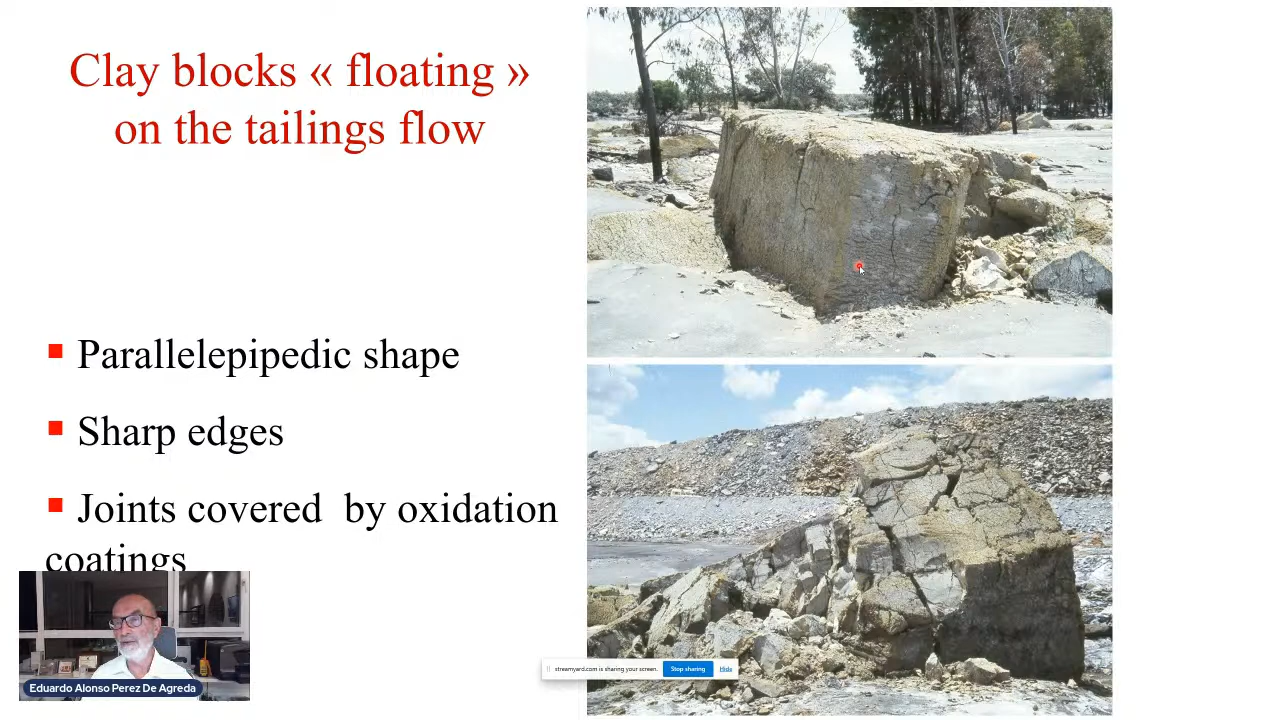 Clay blocks « floating »
on the tailings flow
▪ Parallelepipedic shape
▪ Sharp edges
▪ Joints covered by oxidation
coatings
Eduardo Alonso Perez De Agreda
streamyard.com is sharing your screen.
Stop sharing
Hide